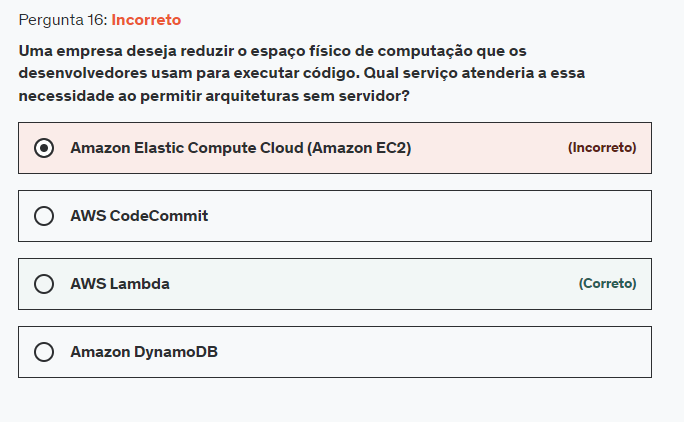 Pergunta 16: Incorreto
Uma empresa deseja reduzir o espaço físico de computação que os
desenvolvedores usam para executar código. Qual serviço atenderia a essa
necessidade ao permitir arquiteturas sem servidor?
Amazon Elastic Compute Cloud (Amazon EC2) (Incorreto)
AWS CodeCommit
AWS Lambda (Correto)
Amazon DynamoDB